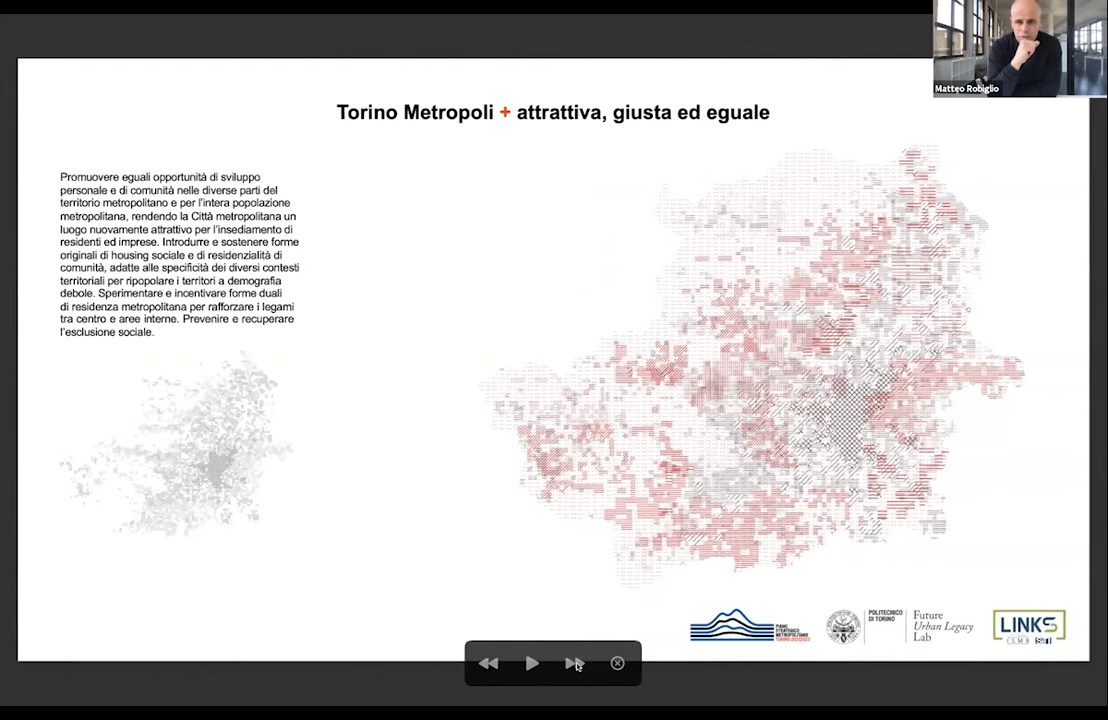 Matteo Robiglio
Torino Metropoli + attrattiva, giusta ed eguale
Promuovere eguali opportunità di sviluppo
personale e di comunità nelle diverse parti del
territorio metropolitano e per l'intera popolazione
metropolitana, rendendo la Città metropolitana un
luogo nuovamente attrattivo per l'insediamento di
residenti ed imprese. Introdurre e sostenere forme
originali di housing sociale e di residenzialità di
comunità, adatte alle specificità dei diversi contesti
territoriali per ripopolare i territori a demografia
debole. Sperimentare e incentivare forme duali
di residenza metropolitana per rafforzare i legami
tra centro e aree interne. Prevenire e recuperare
l'esclusione sociale.
PIANO
STRATEGICO
METROPOLITANO
POLITECNICO
DI TORINO
Future
Urban Legacy
Lab
LINKS